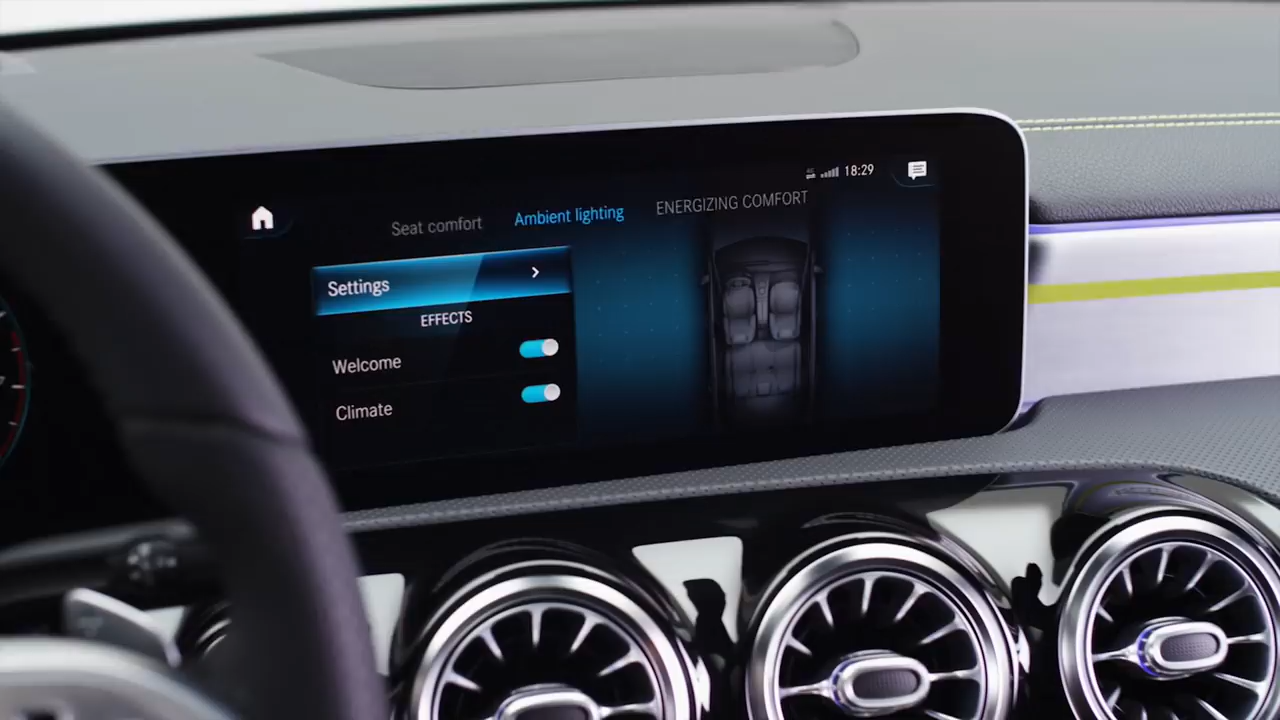 18:29
Seat comfort
Ambient lighting
ENERGIZING COMFORT
Settings
EFFECTS
Welcome
Climate